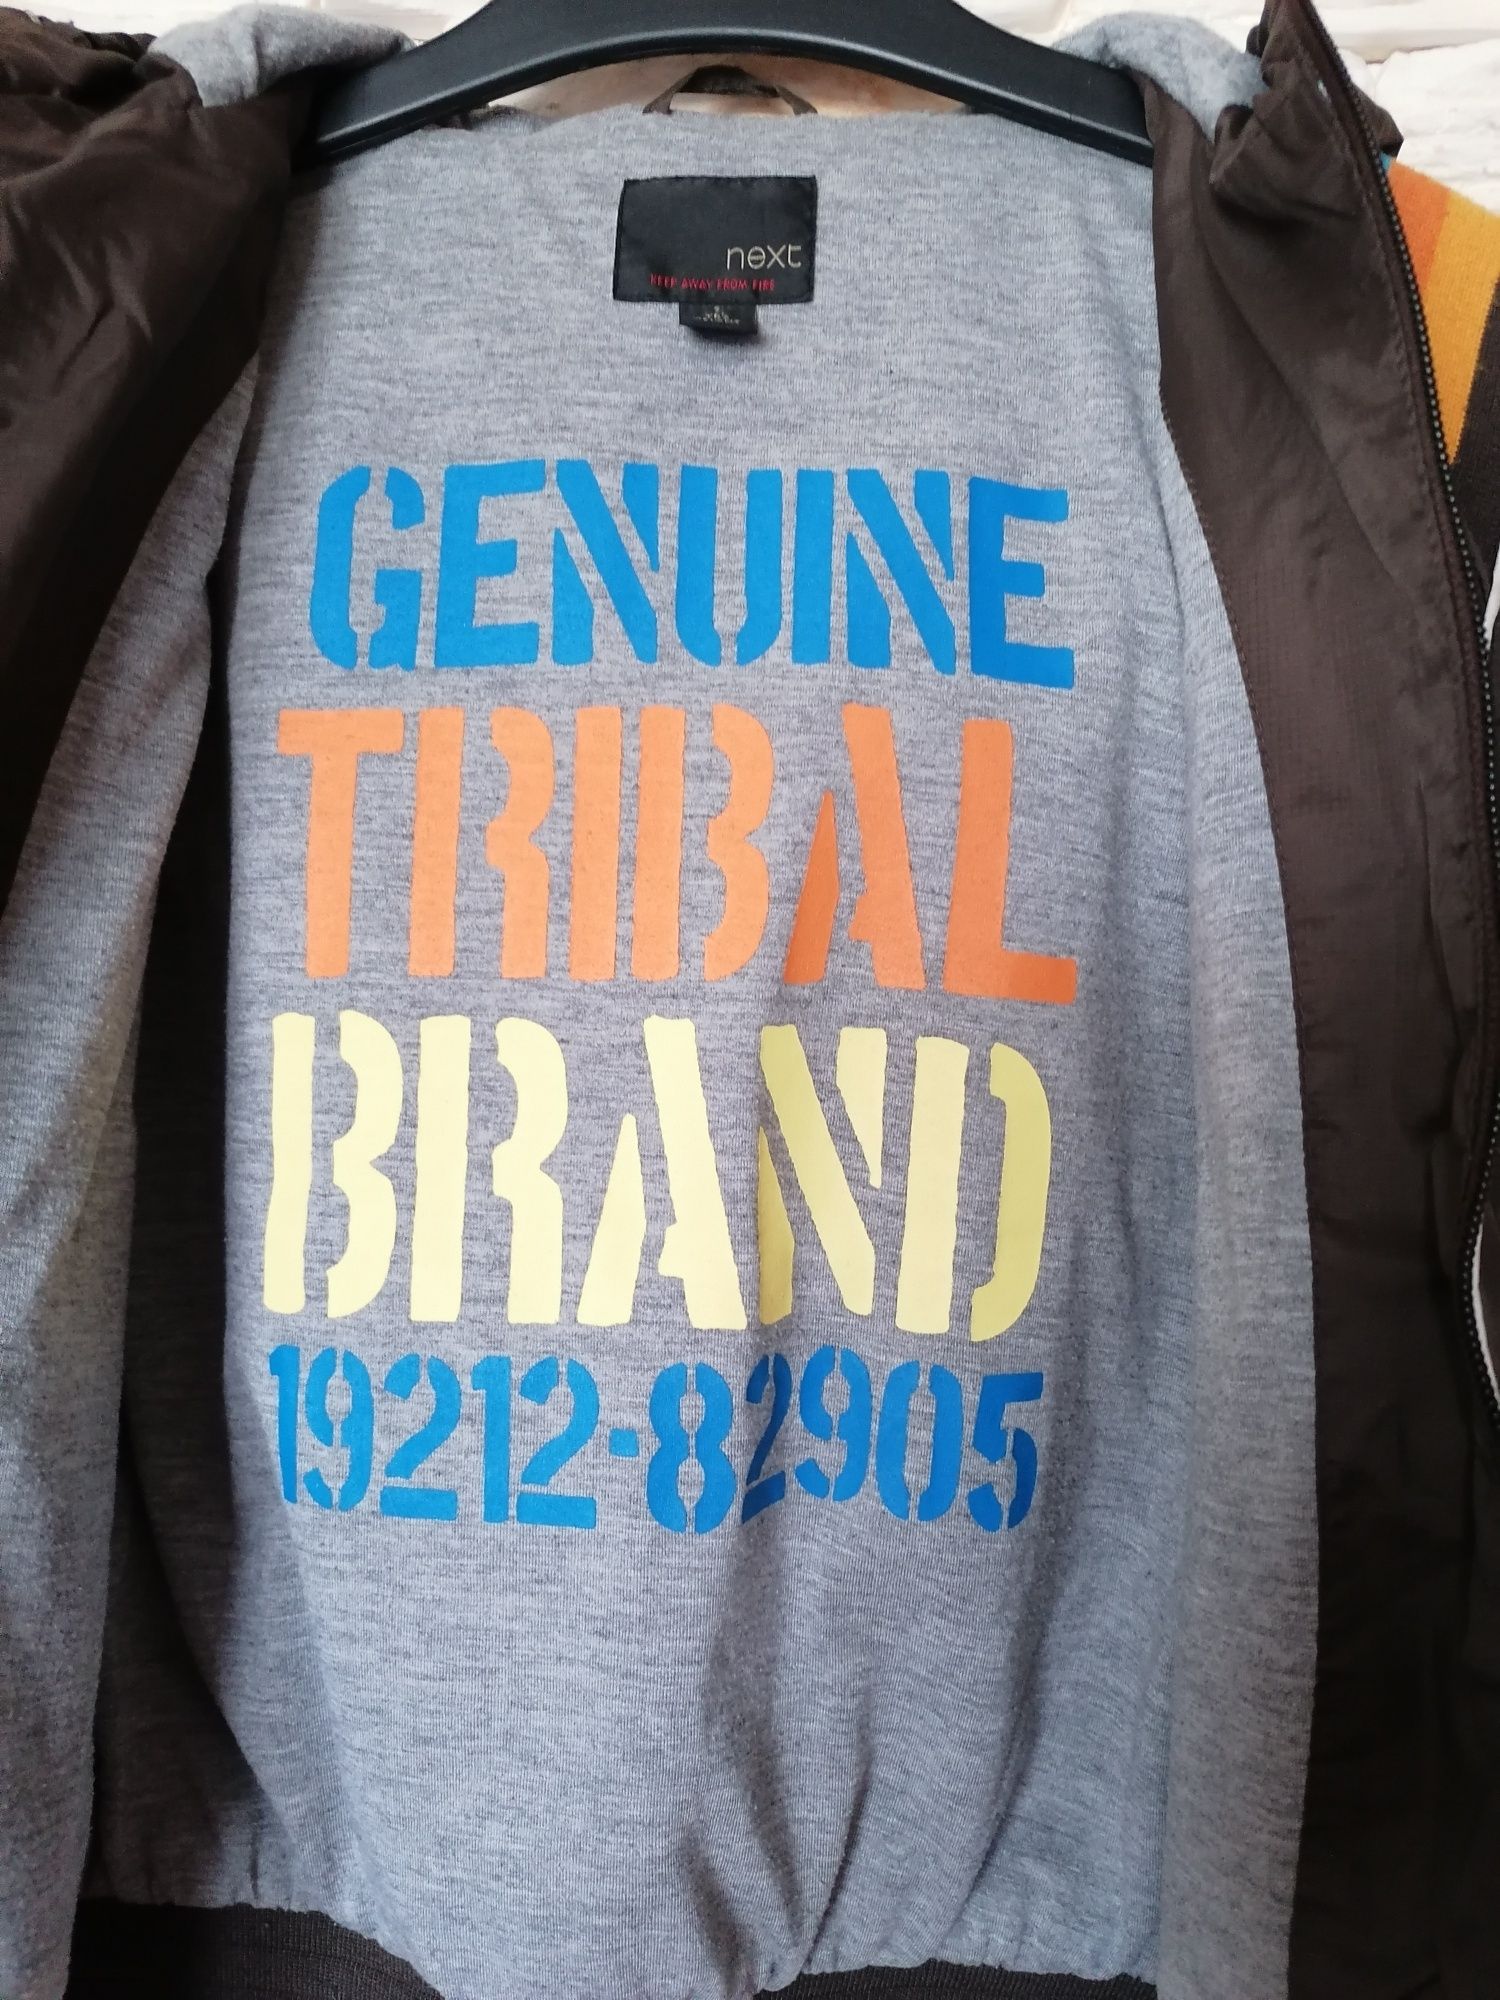 next
KEEP AWAY FROM FIRE
GENUINE
TRIBAL
BRAND
19212-82905